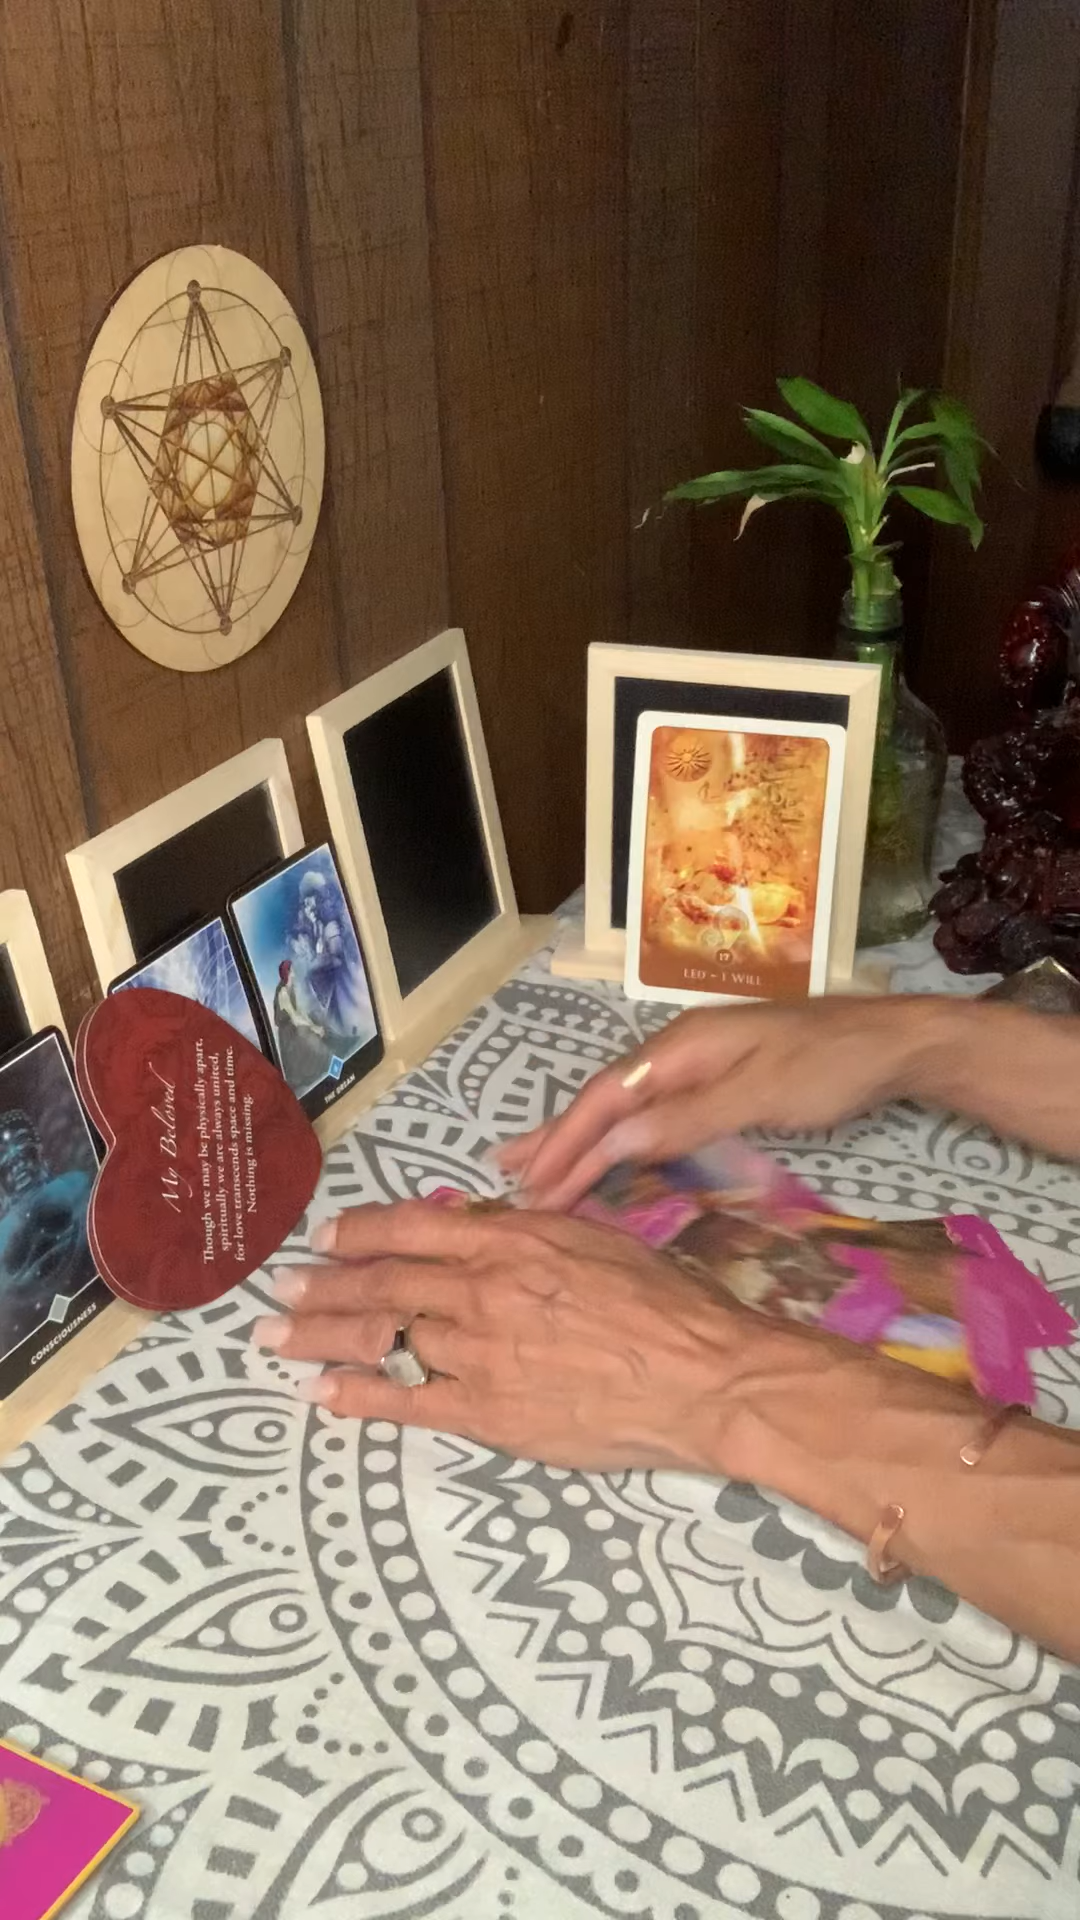 17
LEO ~ I WILL
THE DREAM
My Beloved
Though we may be physically apart,
spiritually we are always united,
for love transcends space and time.
Nothing is missing.
CONSCIOUSNESS